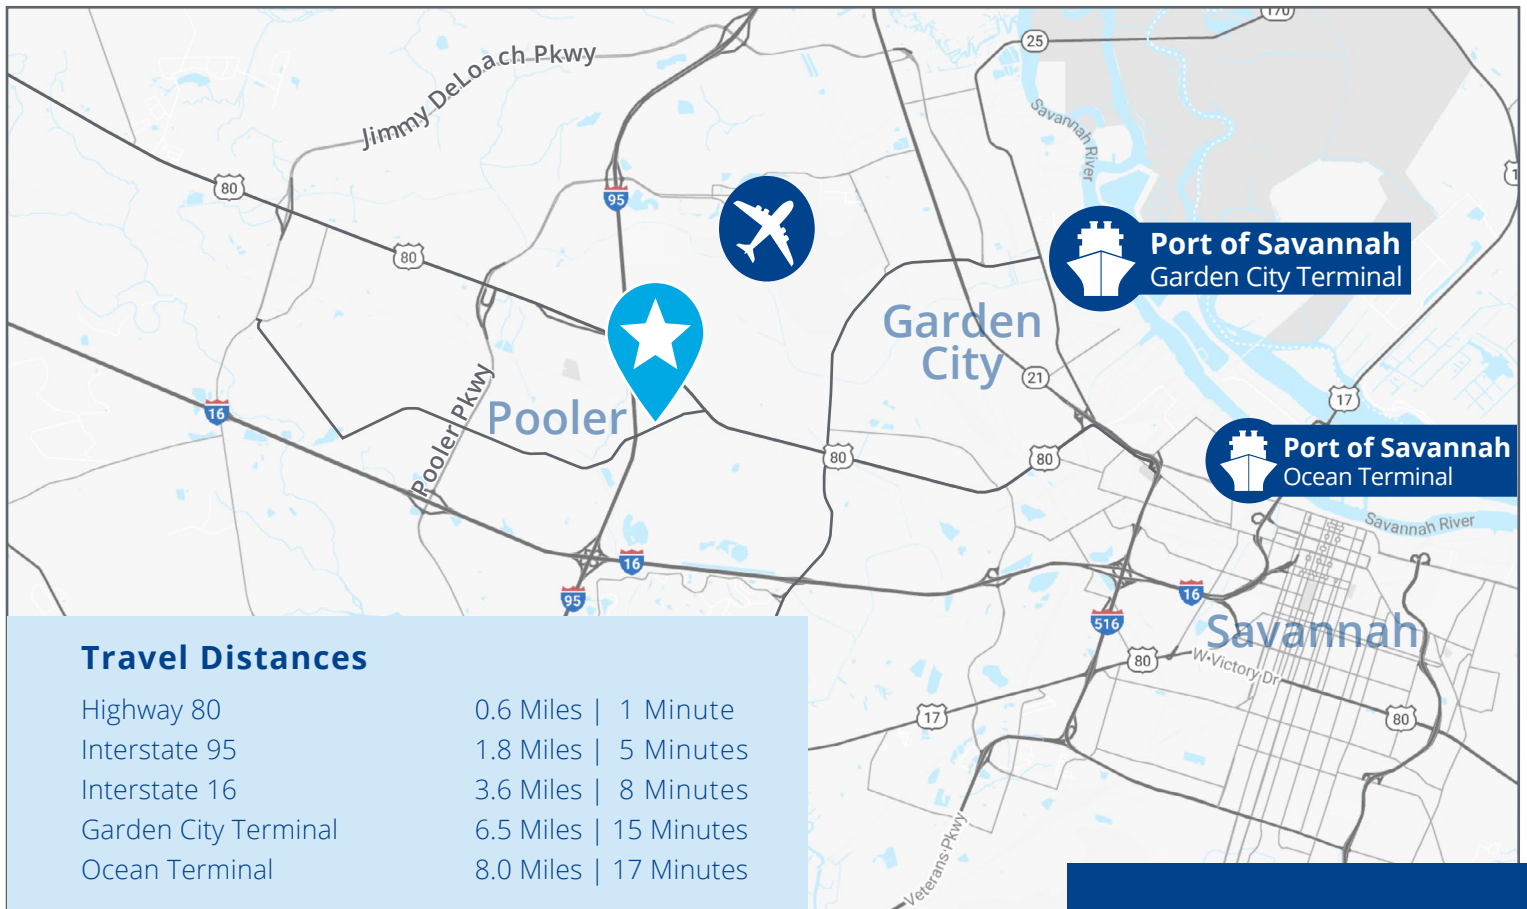 170
25
Jimmy DeLoach Pkwy
Savannah River
80
95
80
Port of Savannah
Garden City Terminal
Garden
City
21
17
Pooler Pkwy
16
Pooler
80
80
Port of Savannah
Ocean Terminal
Savannah River
16
95
16
516
Savannah
80
W Victory Dr
17
80
Veterans Pkwy
Travel Distances
Highway 80 0.6 Miles | 1 Minute
Interstate 95 1.8 Miles | 5 Minutes
Interstate 16 3.6 Miles | 8 Minutes
Garden City Terminal 6.5 Miles | 15 Minutes
Ocean Terminal 8.0 Miles | 17 Minutes